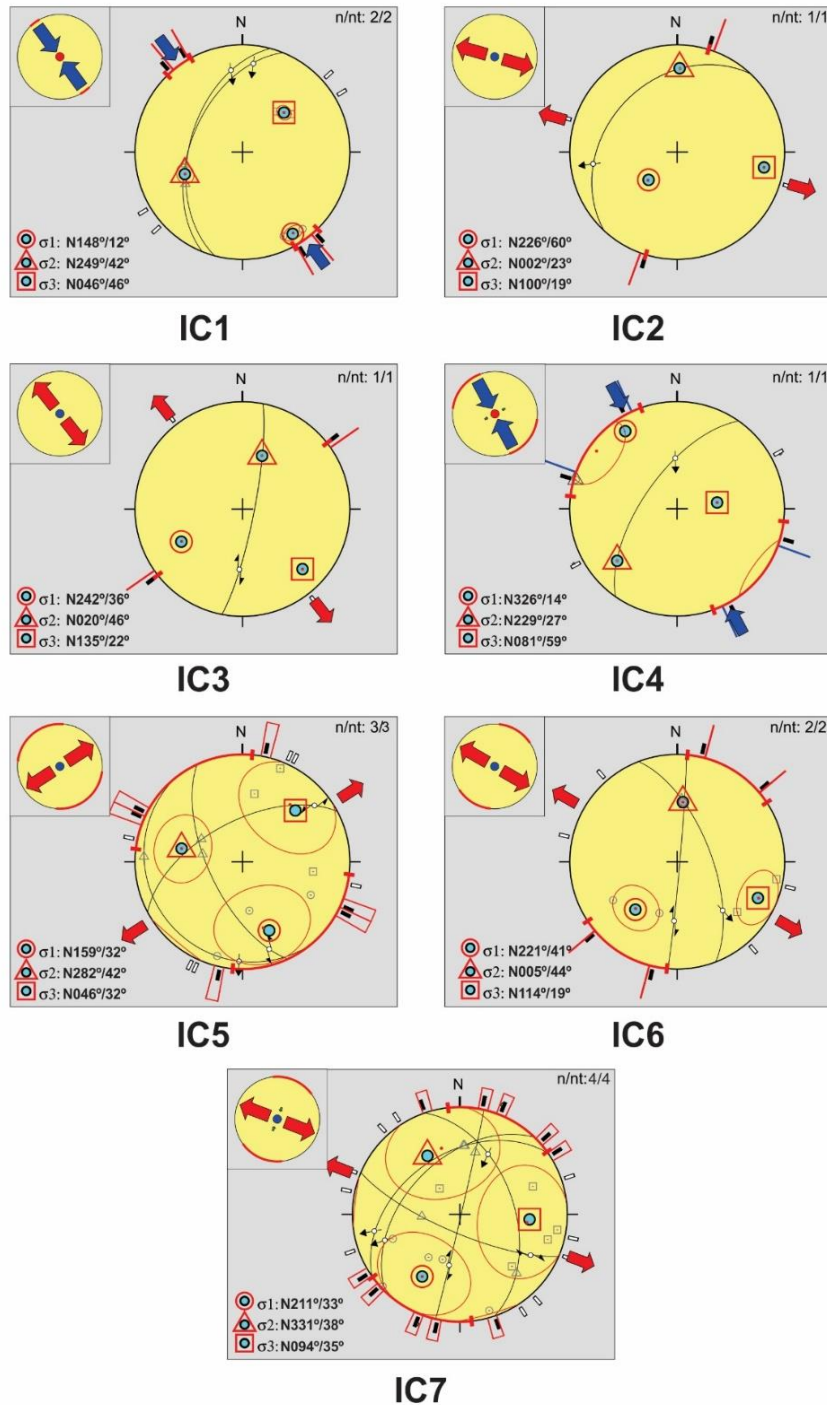 N
n/nt: 2/2
σ1: N148º/12º
σ2: N249º/42º
σ3: N046º/46º
IC1
N
n/nt: 1/1
σ1: N226º/60º
σ2: N002º/23º
σ3: N100º/19º
IC2
N
n/nt: 1/1
σ1: N242º/36º
σ2: N020º/46º
σ3: N135º/22º
IC3
N
n/nt: 1/1
σ1: N326º/14º
σ2: N229º/27º
σ3: N081º/59º
IC4
N
n/nt: 3/3
σ1: N159º/32º
σ2: N282º/42º
σ3: N046º/32º
IC5
N
n/nt: 2/2
σ1: N221º/41º
σ2: N005º/44º
σ3: N114º/19º
IC6
N
n/nt:4/4
σ1: N211º/33º
σ2: N331º/38º
σ3: N094º/35º
IC7